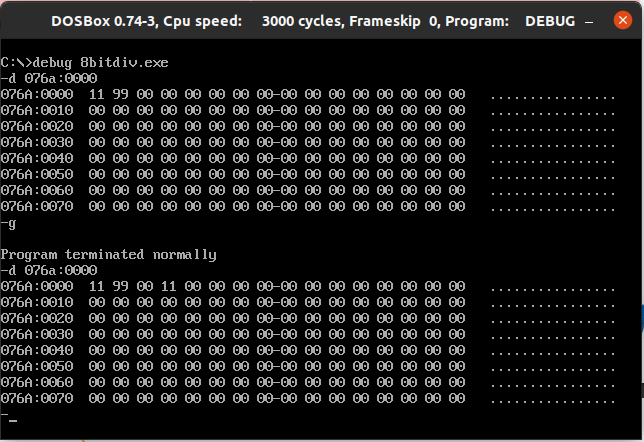 DOSBox 0.74-3, Cpu speed: 3000 cycles, Frameskip 0, Program: DEBUG
C:\>debug 8bitdiv.exe
-d 076a:0000
076A:0000 11 99 00 00 00 00 00 00-00 00 00 00 00 00 00 00 ................
076A:0010 00 00 00 00 00 00 00 00-00 00 00 00 00 00 00 00 ................
076A:0020 00 00 00 00 00 00 00 00-00 00 00 00 00 00 00 00 ................
076A:0030 00 00 00 00 00 00 00 00-00 00 00 00 00 00 00 00 ................
076A:0040 00 00 00 00 00 00 00 00-00 00 00 00 00 00 00 00 ................
076A:0050 00 00 00 00 00 00 00 00-00 00 00 00 00 00 00 00 ................
076A:0060 00 00 00 00 00 00 00 00-00 00 00 00 00 00 00 00 ................
076A:0070 00 00 00 00 00 00 00 00-00 00 00 00 00 00 00 00 ................
-g
Program terminated normally
-d 076a:0000
076A:0000 11 99 00 11 00 00 00 00-00 00 00 00 00 00 00 00 ................
076A:0010 00 00 00 00 00 00 00 00-00 00 00 00 00 00 00 00 ................
076A:0020 00 00 00 00 00 00 00 00-00 00 00 00 00 00 00 00 ................
076A:0030 00 00 00 00 00 00 00 00-00 00 00 00 00 00 00 00 ................
076A:0040 00 00 00 00 00 00 00 00-00 00 00 00 00 00 00 00 ................
076A:0050 00 00 00 00 00 00 00 00-00 00 00 00 00 00 00 00 ................
076A:0060 00 00 00 00 00 00 00 00-00 00 00 00 00 00 00 00 ................
076A:0070 00 00 00 00 00 00 00 00-00 00 00 00 00 00 00 00 ................
-_